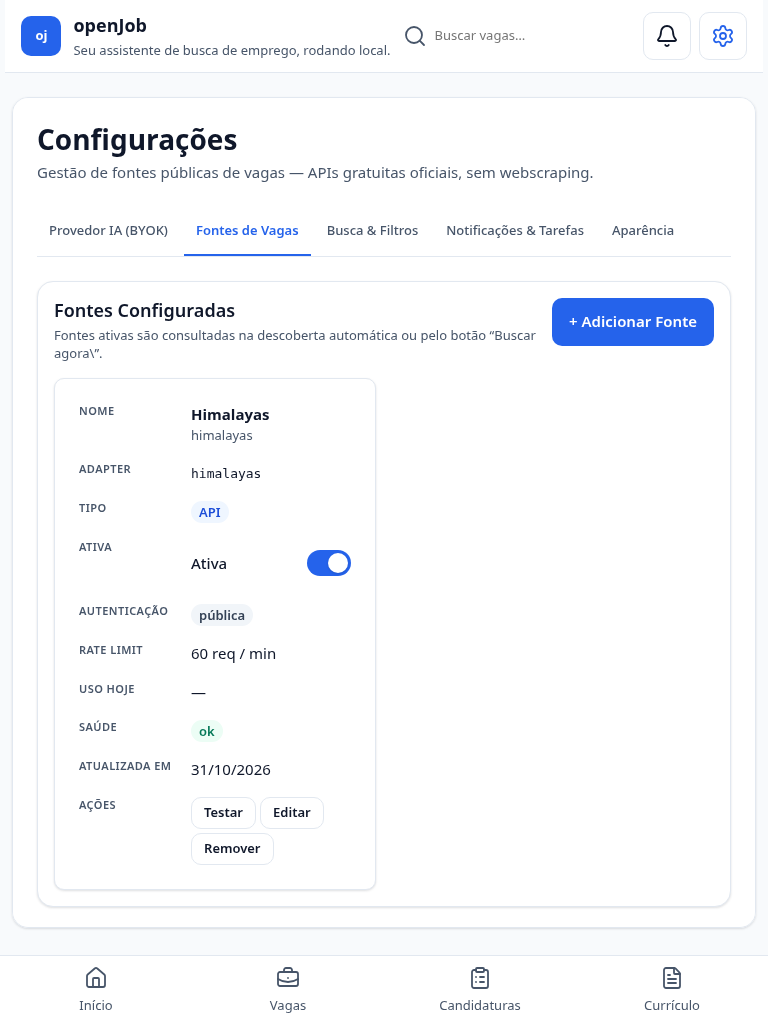 oj
openJob
Seu assistente de busca de emprego, rodando local.
Buscar vagas...
Configurações
Gestão de fontes públicas de vagas — APIs gratuitas oficiais, sem webscraping.
Provedor IA (BYOK)
Fontes de Vagas
Busca & Filtros
Notificações & Tarefas
Aparência
Fontes Configuradas
Fontes ativas são consultadas na descoberta automática ou pelo botão “Buscar
agora\”.
+ Adicionar Fonte
NOME
Himalayas
himalayas
ADAPTER
himalayas
TIPO
API
ATIVA
Ativa
AUTENTICAÇÃO
pública
RATE LIMIT
60 req / min
USO HOJE
—
SAÚDE
ok
ATUALIZADA EM
31/10/2026
AÇÕES
Testar
Editar
Remover
Início
Vagas
Candidaturas
Currículo